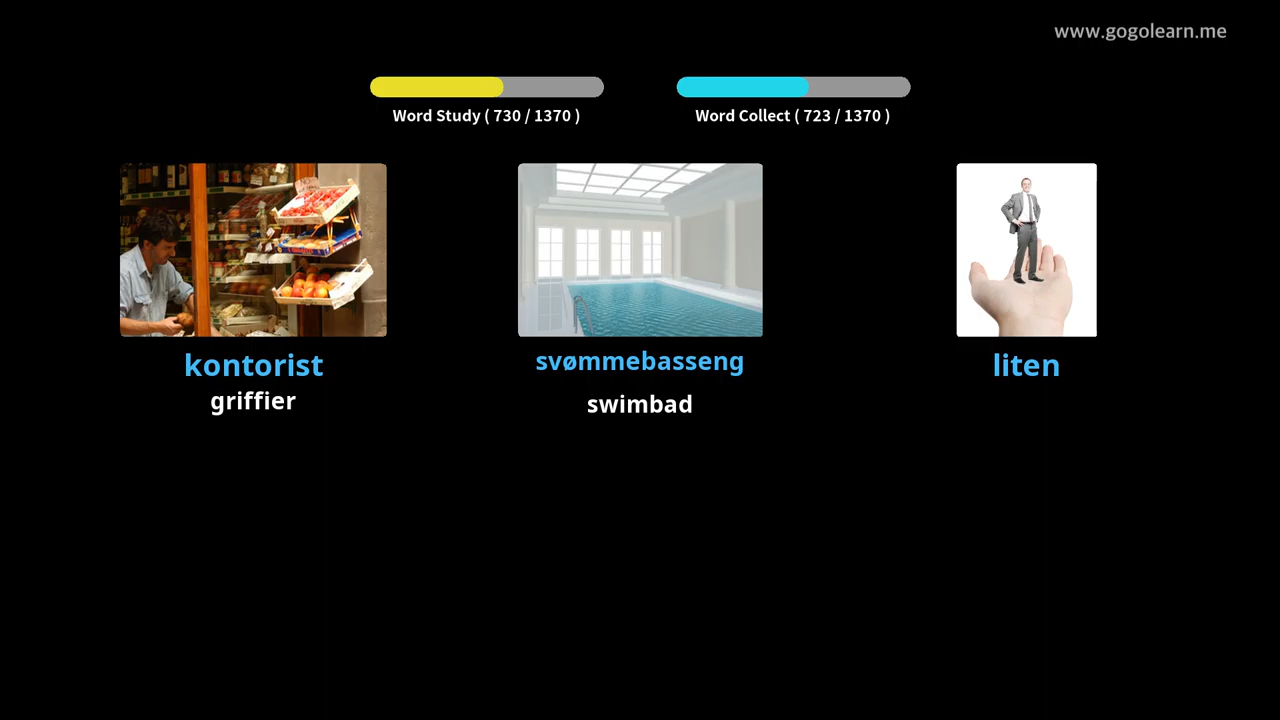 www.gogolearn.me
Word Study ( 730 / 1370 )
Word Collect ( 723 / 1370 )
kontorist
griffier
svømmebasseng
swimbad
liten